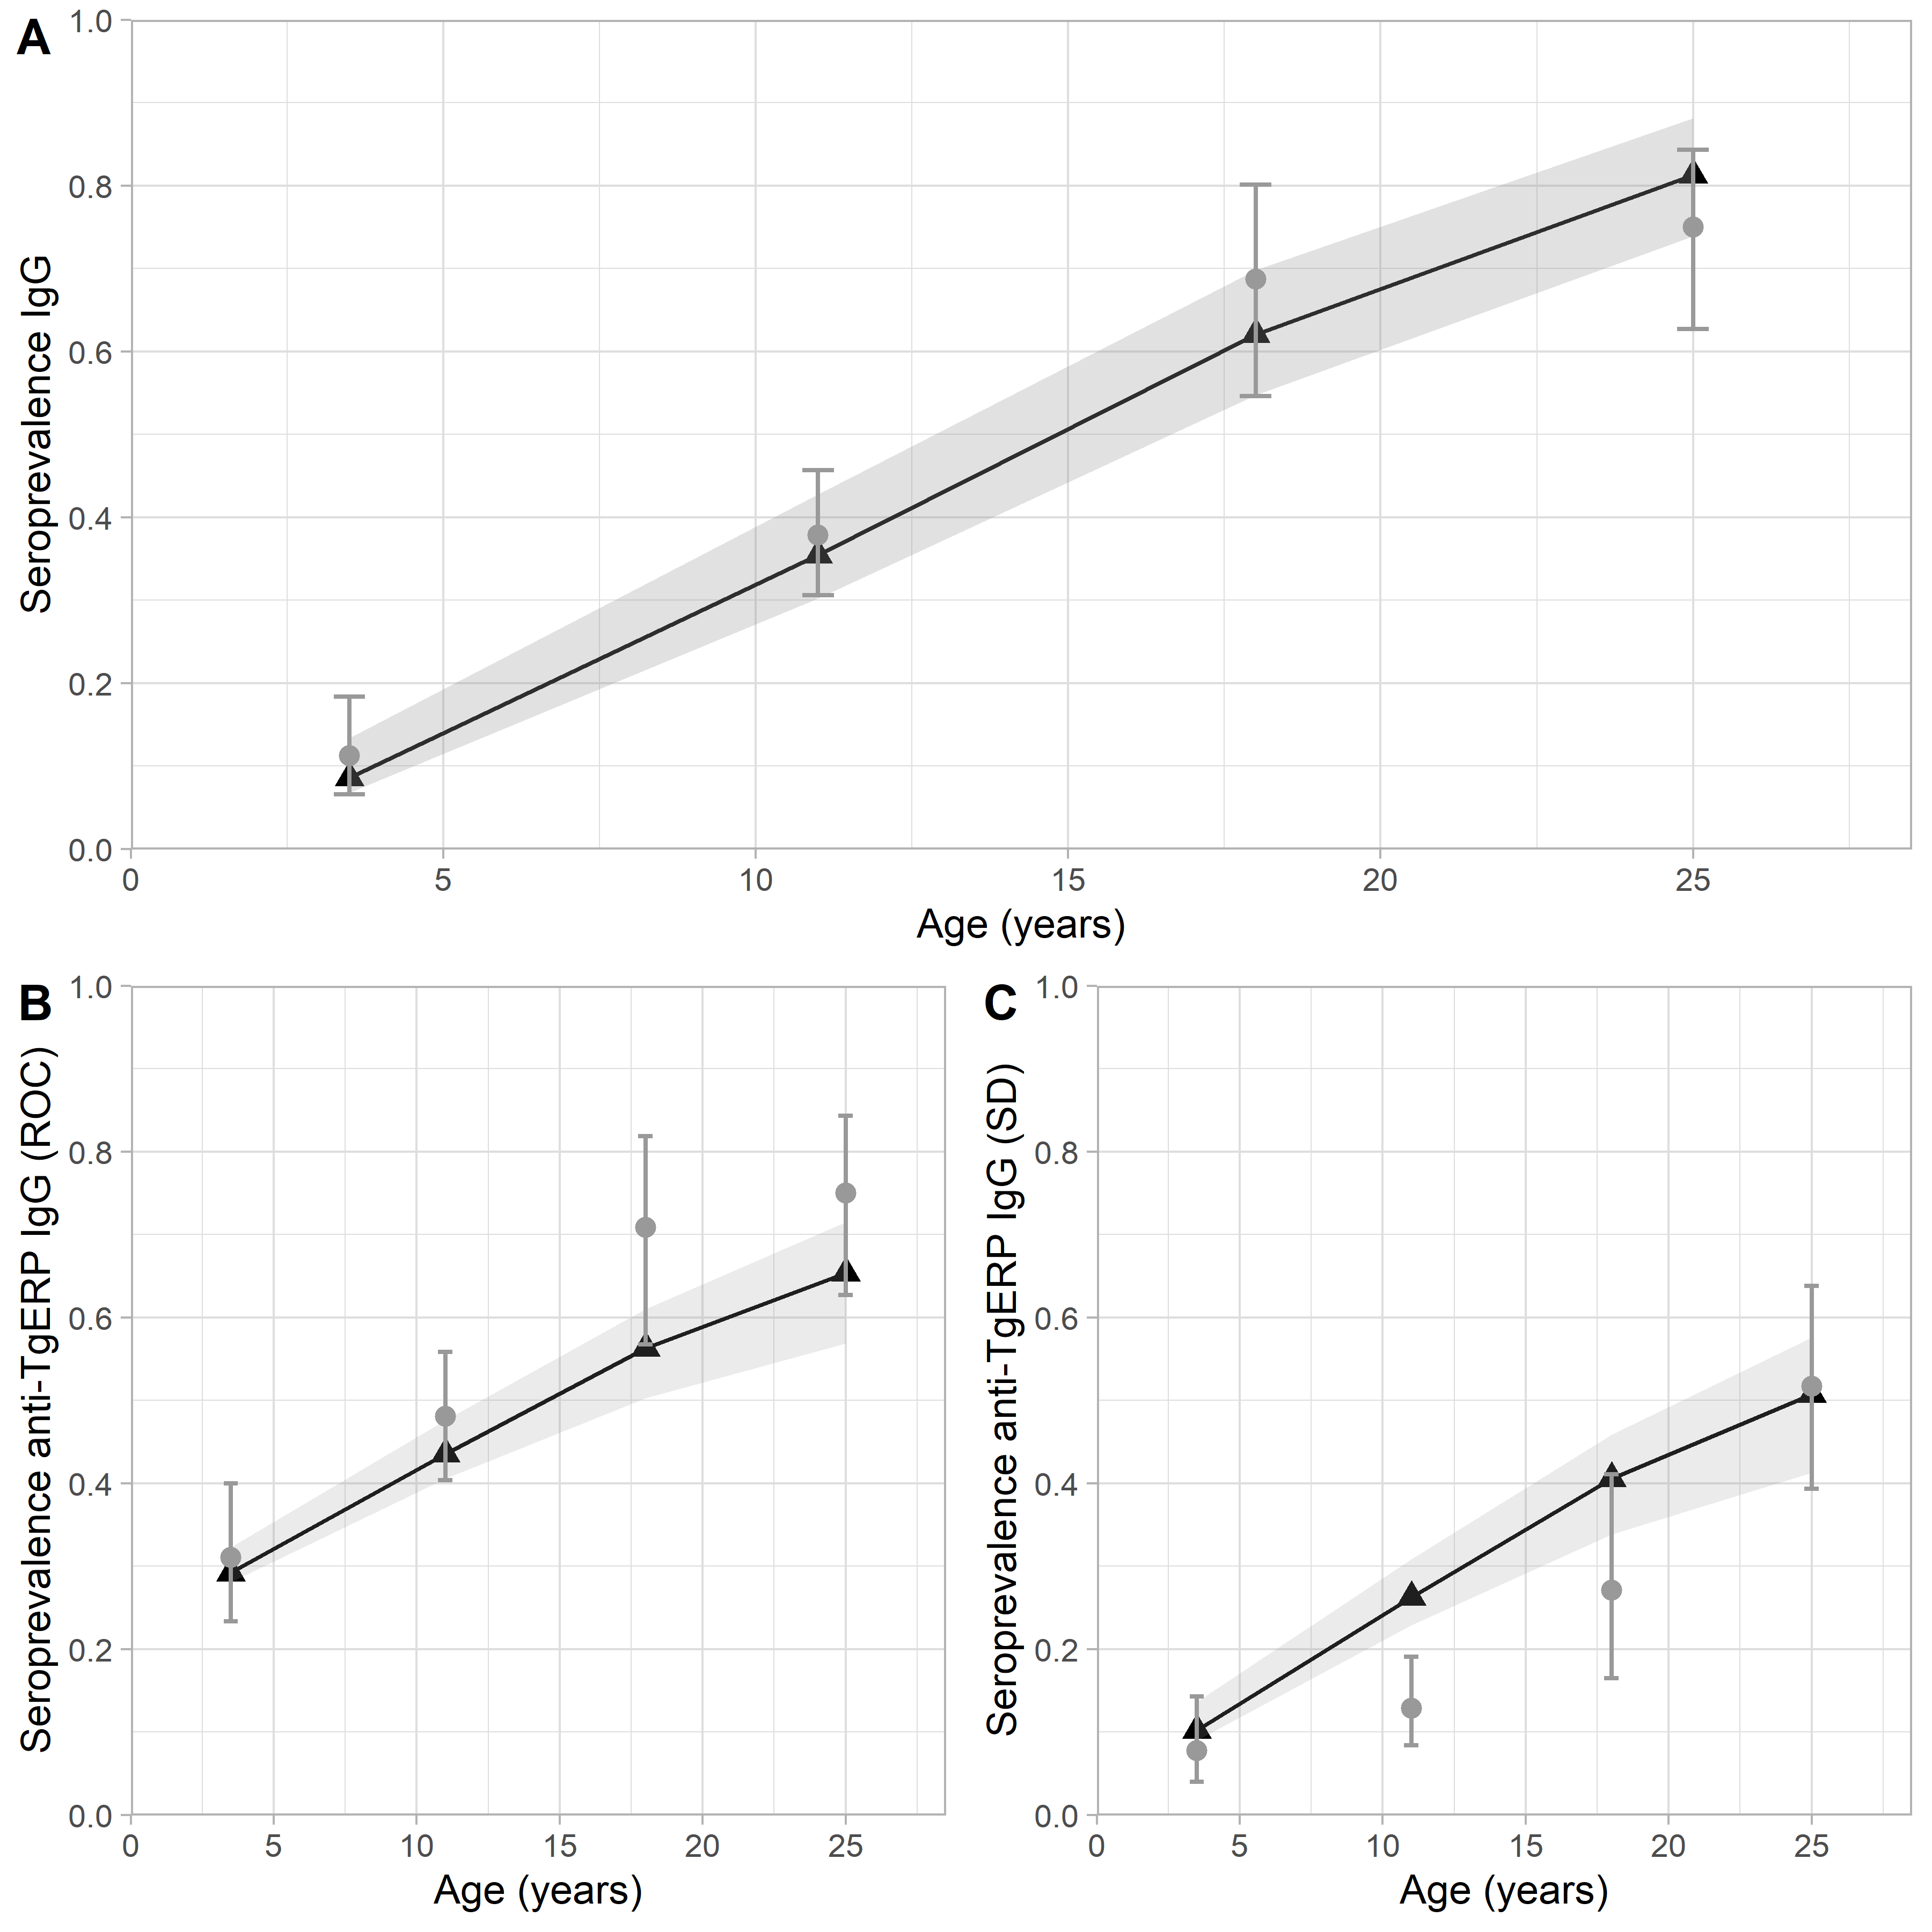 A
Seroprevalence IgG
1.0
0.8
0.6
0.4
0.2
0.0
0 5 10 15 20 25
Age (years)
B
Seroprevalence anti-TgERP IgG (ROC)
1.0
0.8
0.6
0.4
0.2
0.0
0 5 10 15 20 25
Age (years)
C
Seroprevalence anti-TgERP IgG (SD)
1.0
0.8
0.6
0.4
0.2
0.0
0 5 10 15 20 25
Age (years)